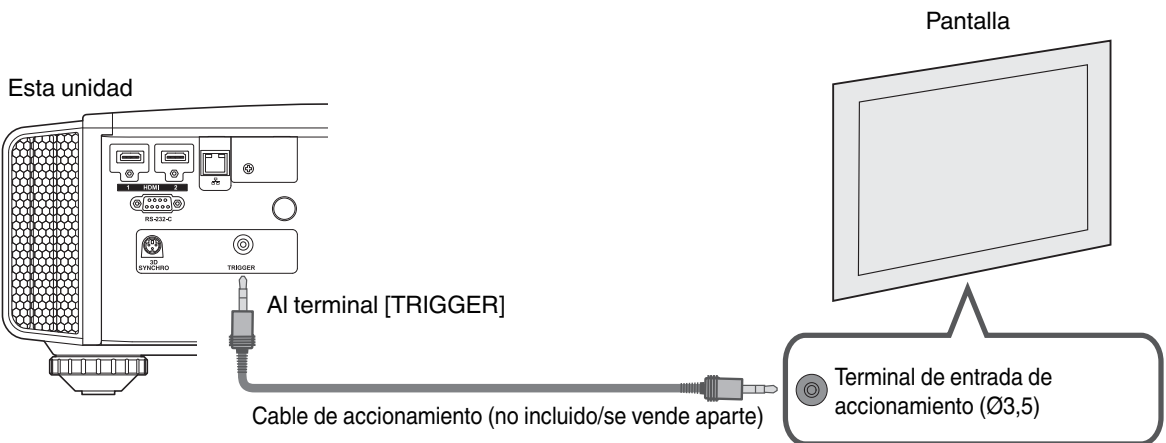 Pantalla
Esta unidad
1 HDMI 2
RS-232-C
3D
SYNCHRO
TRIGGER
Al terminal [TRIGGER]
Cable de accionamiento (no incluido/se vende aparte)
Terminal de entrada de
accionamiento (Ø3,5)